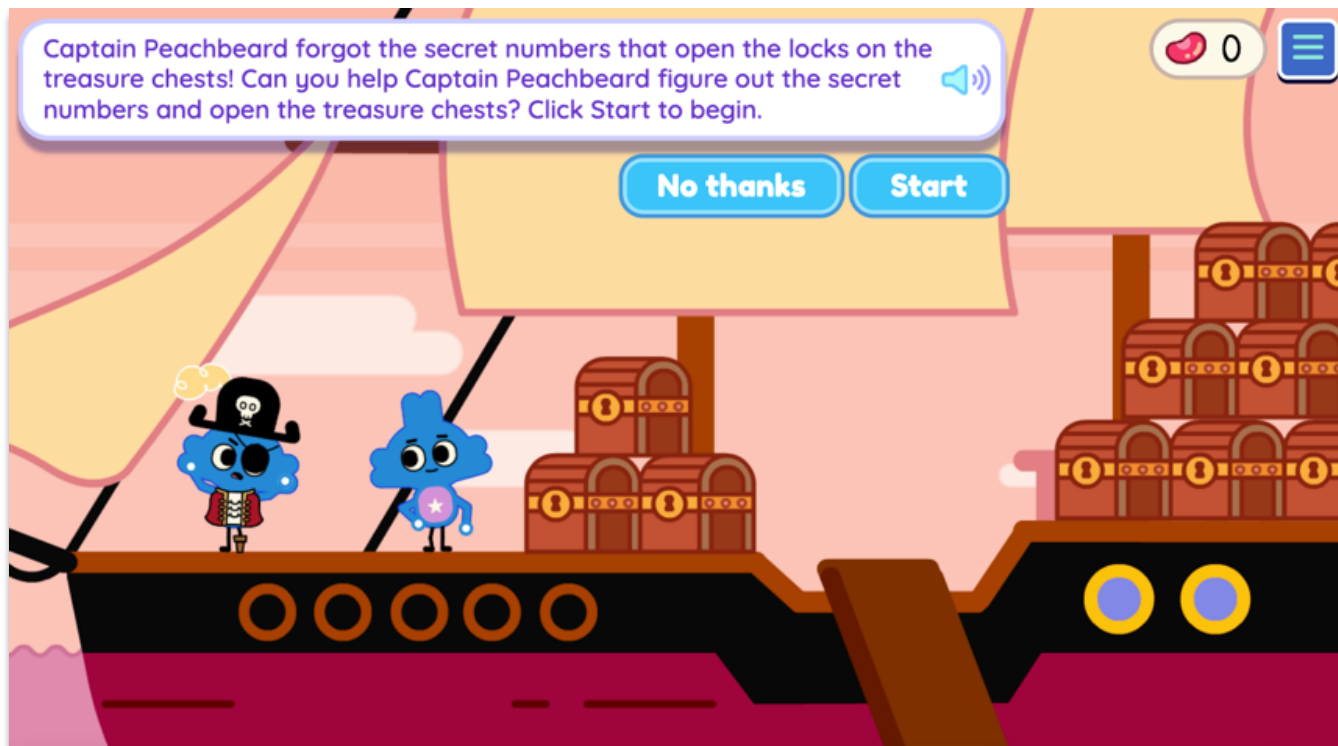 Captain Peachbeard forgot the secret numbers that open the locks on the
treasure chests! Can you help Captain Peachbeard figure out the secret
numbers and open the treasure chests? Click Start to begin.
0
No thanks
Start